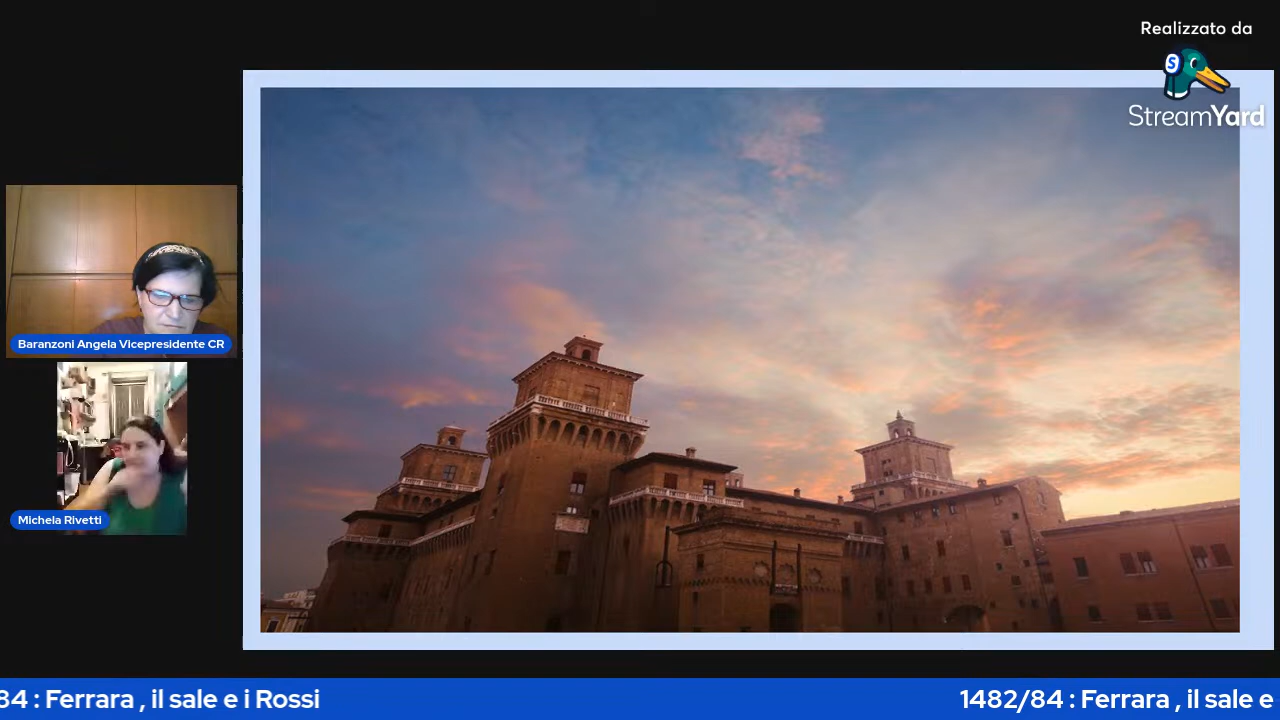 Realizzato da
StreamYard
Baranzoni Angela Vicepresidente CR
Michela Rivetti
84 : Ferrara , il sale e i Rossi
1482/84 : Ferrara , il sale e